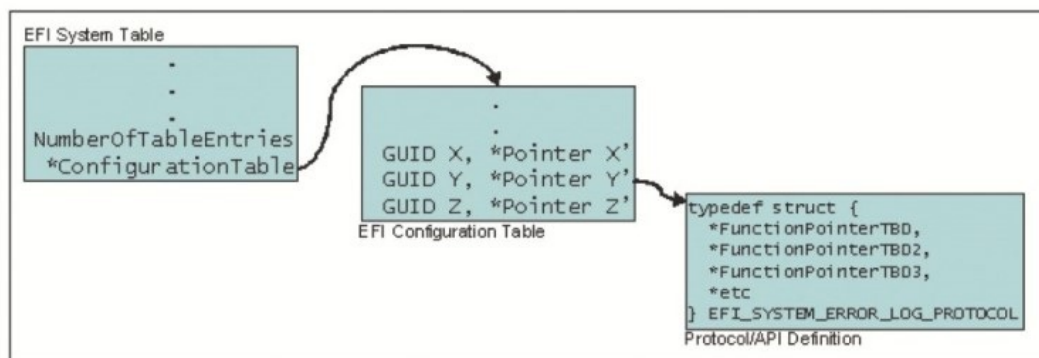 EFI System Table
.
.
.
NumberOfTableEntries
*ConfigurationTable
.
.
GUID X, *Pointer X'
GUID Y, *Pointer Y'
GUID Z, *Pointer Z'
EFI Configuration Table
typedef struct {
*FunctionPointerTBD,
*FunctionPointerTBD2,
*FunctionPointerTBD3,
*etc
} EFI_SYSTEM_ERROR_LOG_PROTOCOL
Protocol/API Definition